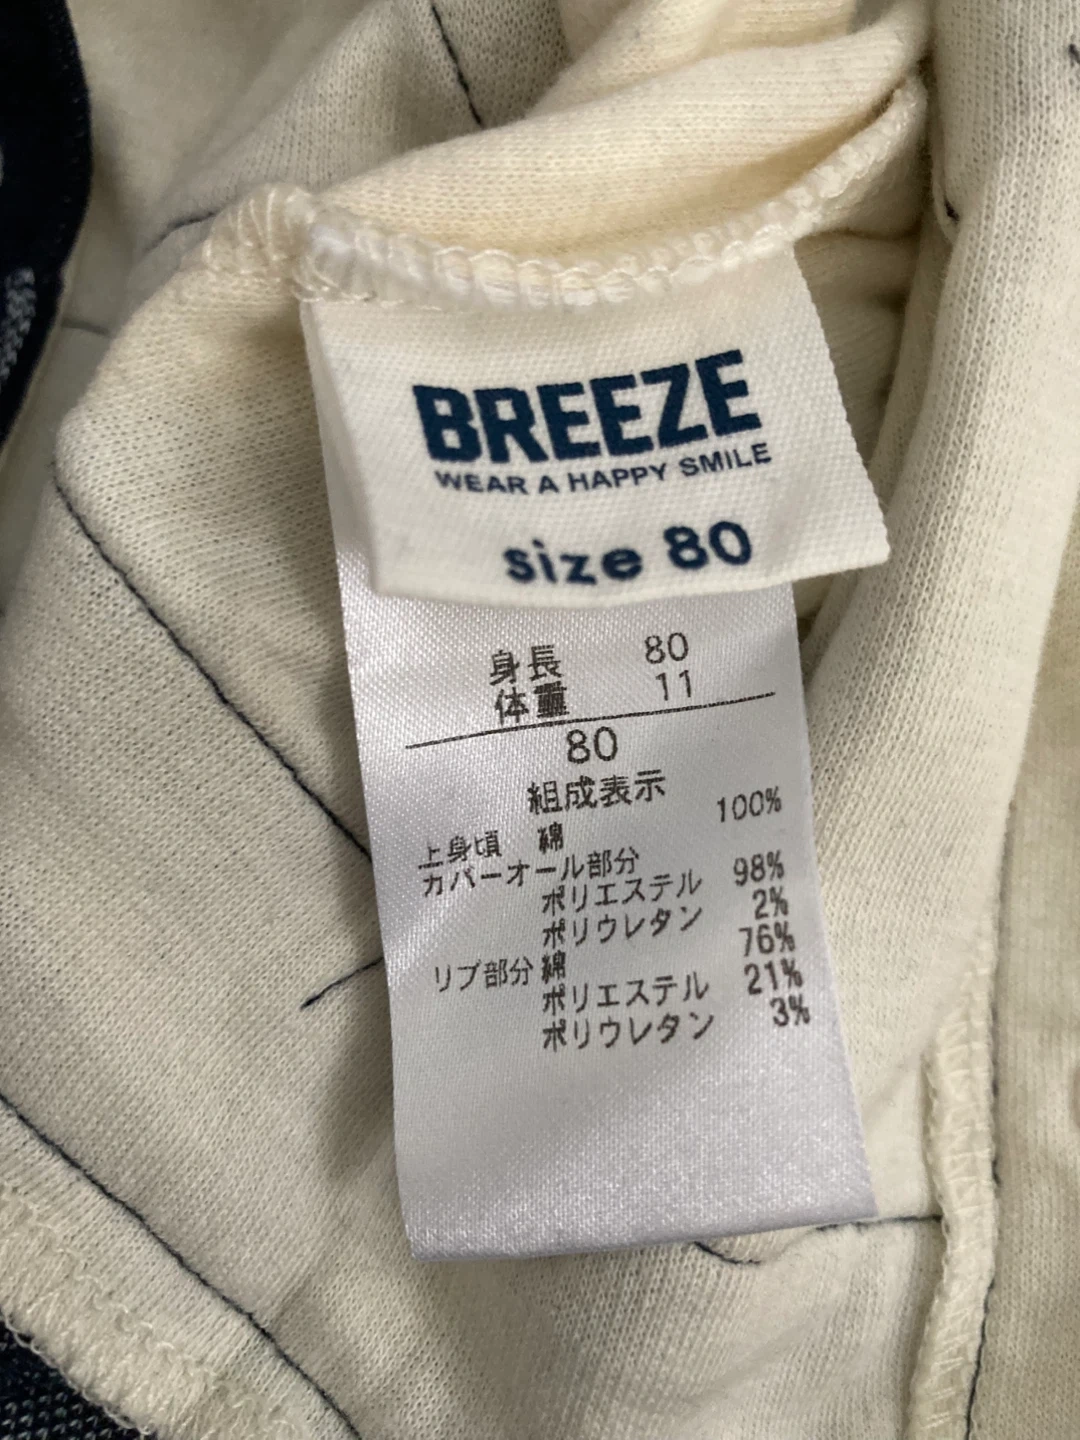 BREEZE
WEAR A HAPPY SMILE
size 80
身長 80
体重 11
80
組成表示
上身頃 綿 100%
カバーオール部分
ポリエステル 98%
ポリウレタン 2%
リブ部分 綿 76%
ポリエステル 21%
ポリウレタン 3%